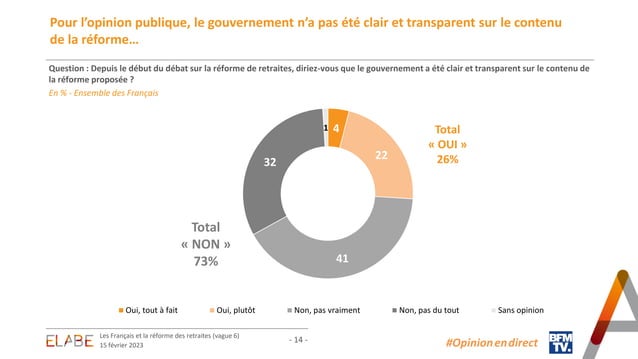 Pour l’opinion publique, le gouvernement n’a pas été clair et transparent sur le contenu
de la réforme…
Question : Depuis le début du débat sur la réforme de retraites, diriez-vous que le gouvernement a été clair et transparent sur le contenu de
la réforme proposée ?
En % - Ensemble des Français
1
4
22
32
41
Total
« OUI »
26%
Total
« NON »
73%
Oui, tout à fait
Oui, plutôt
Non, pas vraiment
Non, pas du tout
Sans opinion
ELABE
Les Français et la réforme des retraites (vague 6)
15 février 2023
- 14 -
#Opinion en direct
BFM
TV.